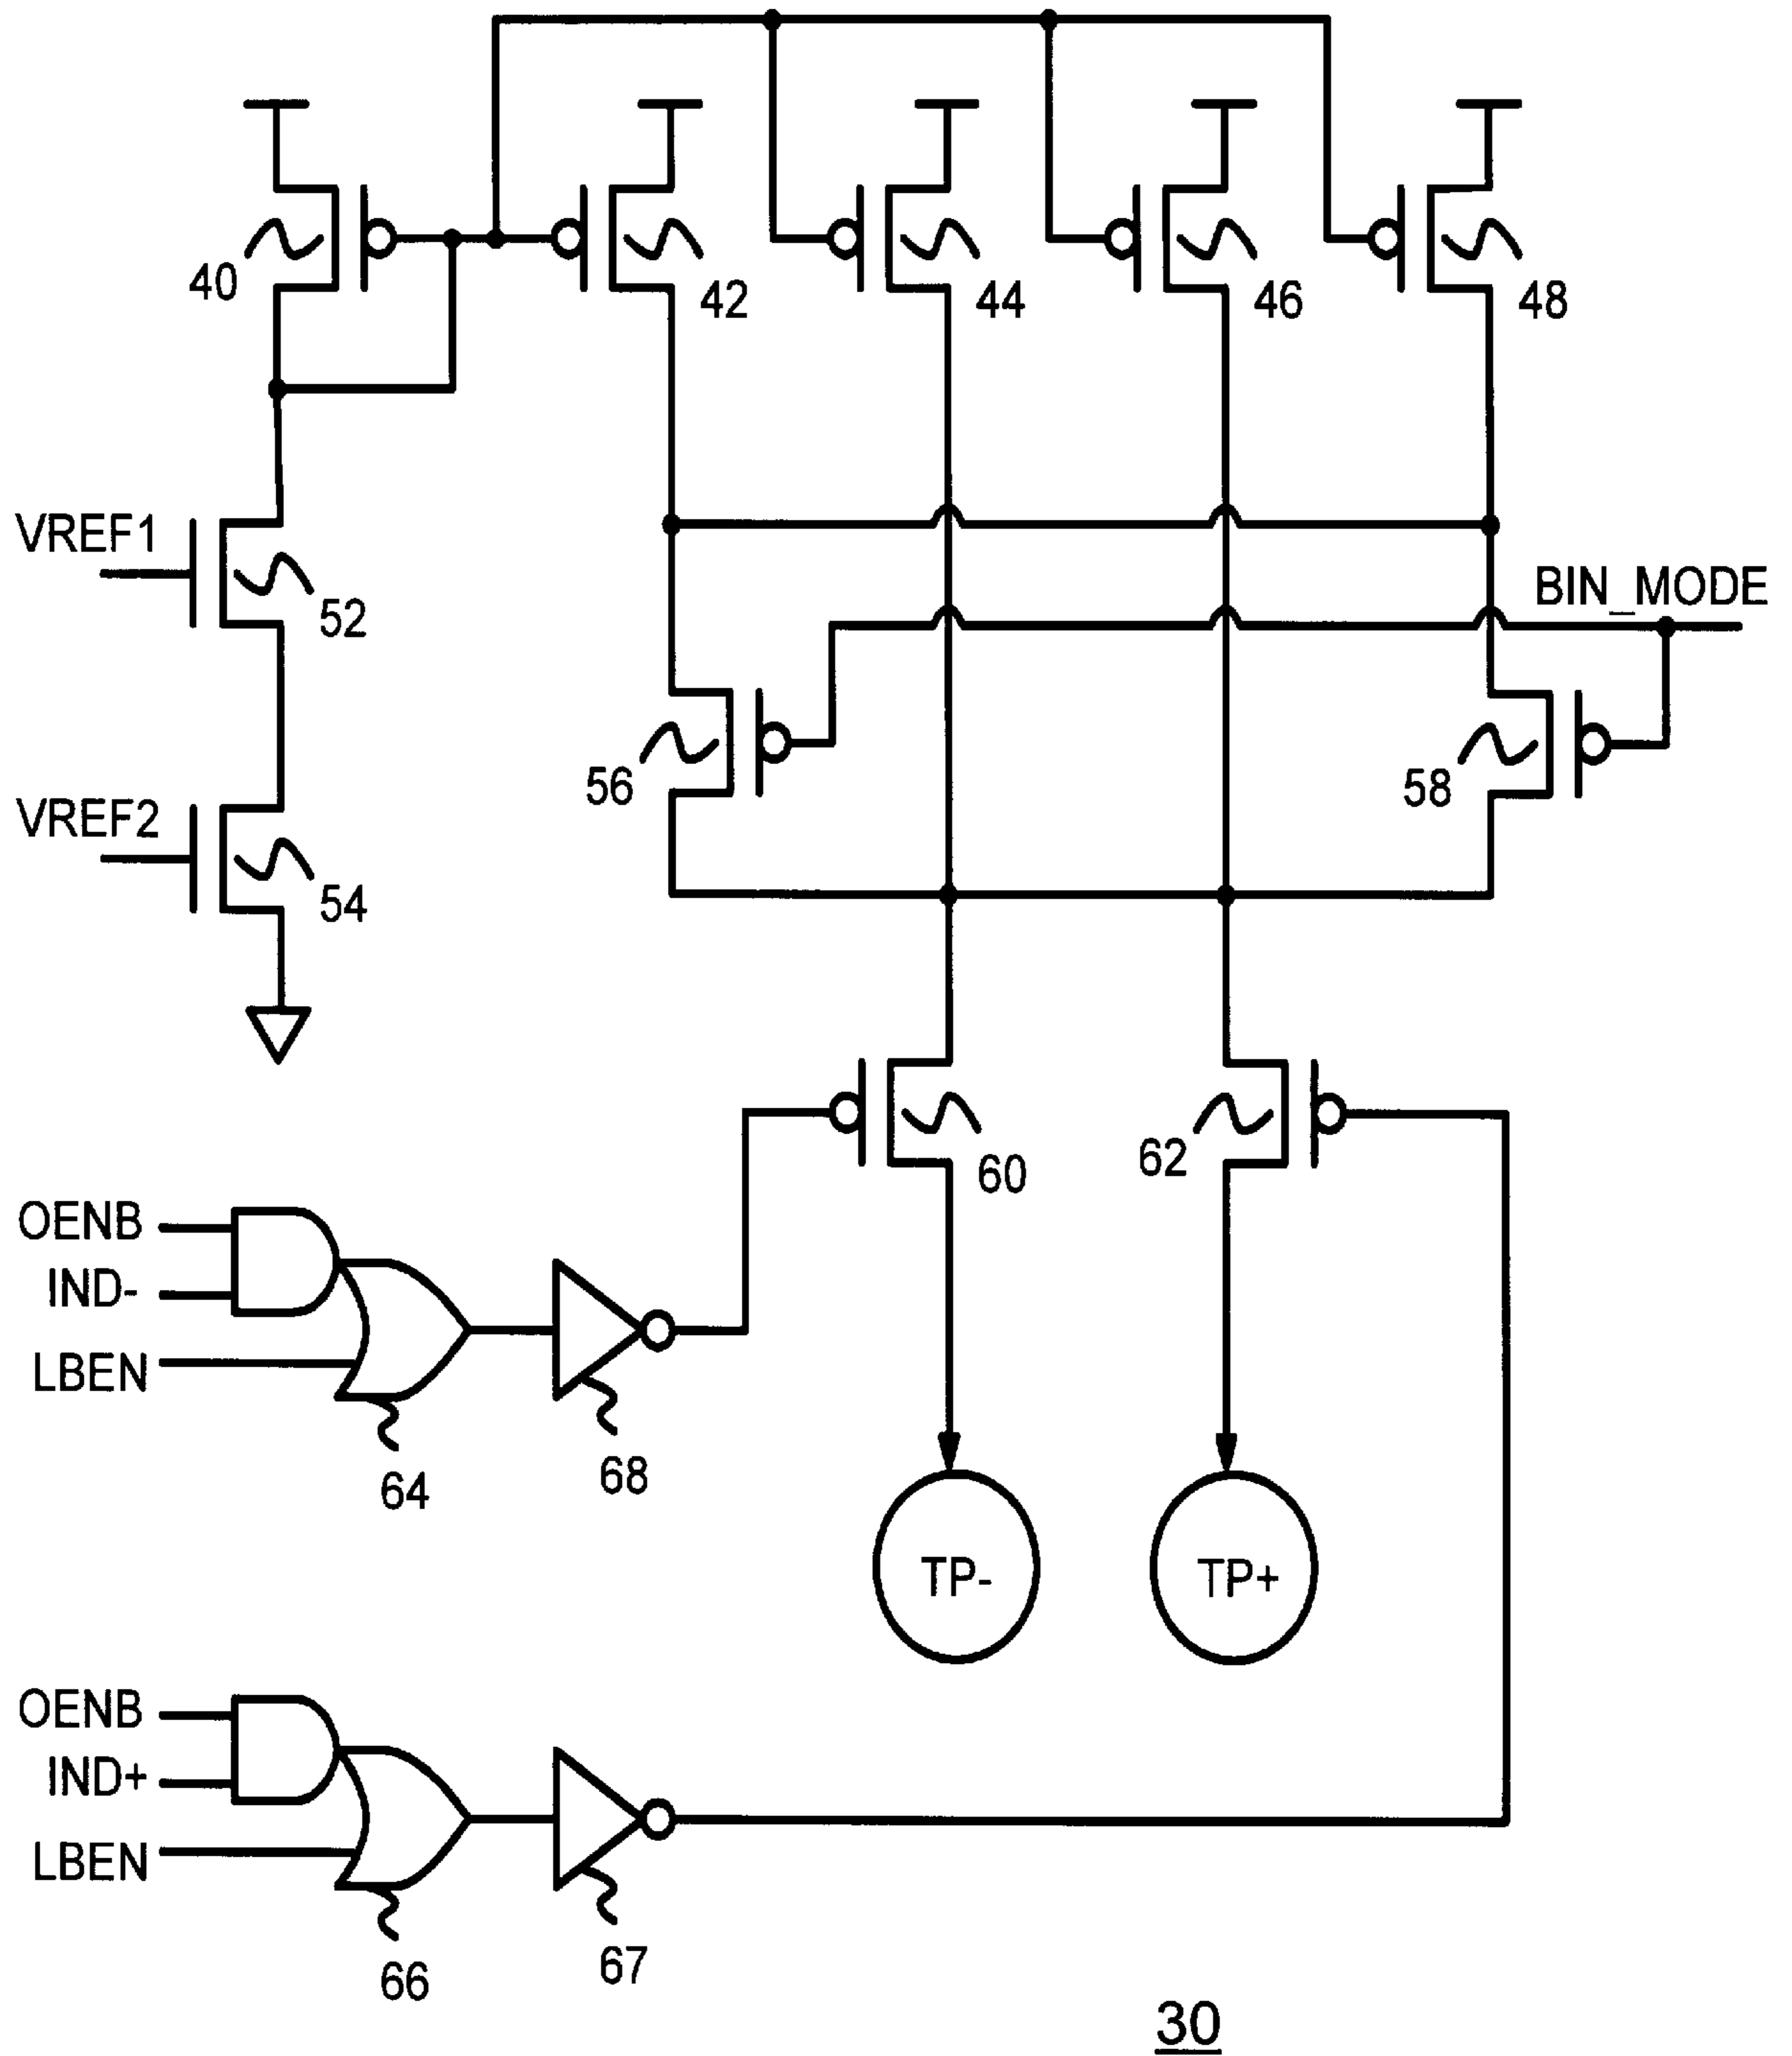 40
42
44
46
48
VREF1
52
BIN_MODE
56
58
VREF2
54
60
62
OENB
IND-
LBEN
64
68
TP-
TP+
OENB
IND+
LBEN
66
67
30